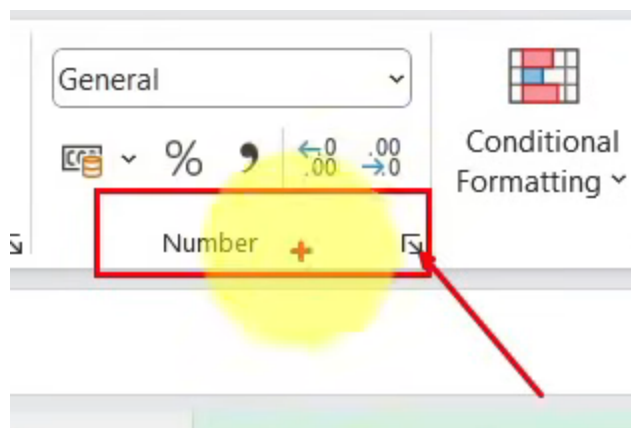 General
% , .0 .00 .00 .0
Conditional
Formatting
Number